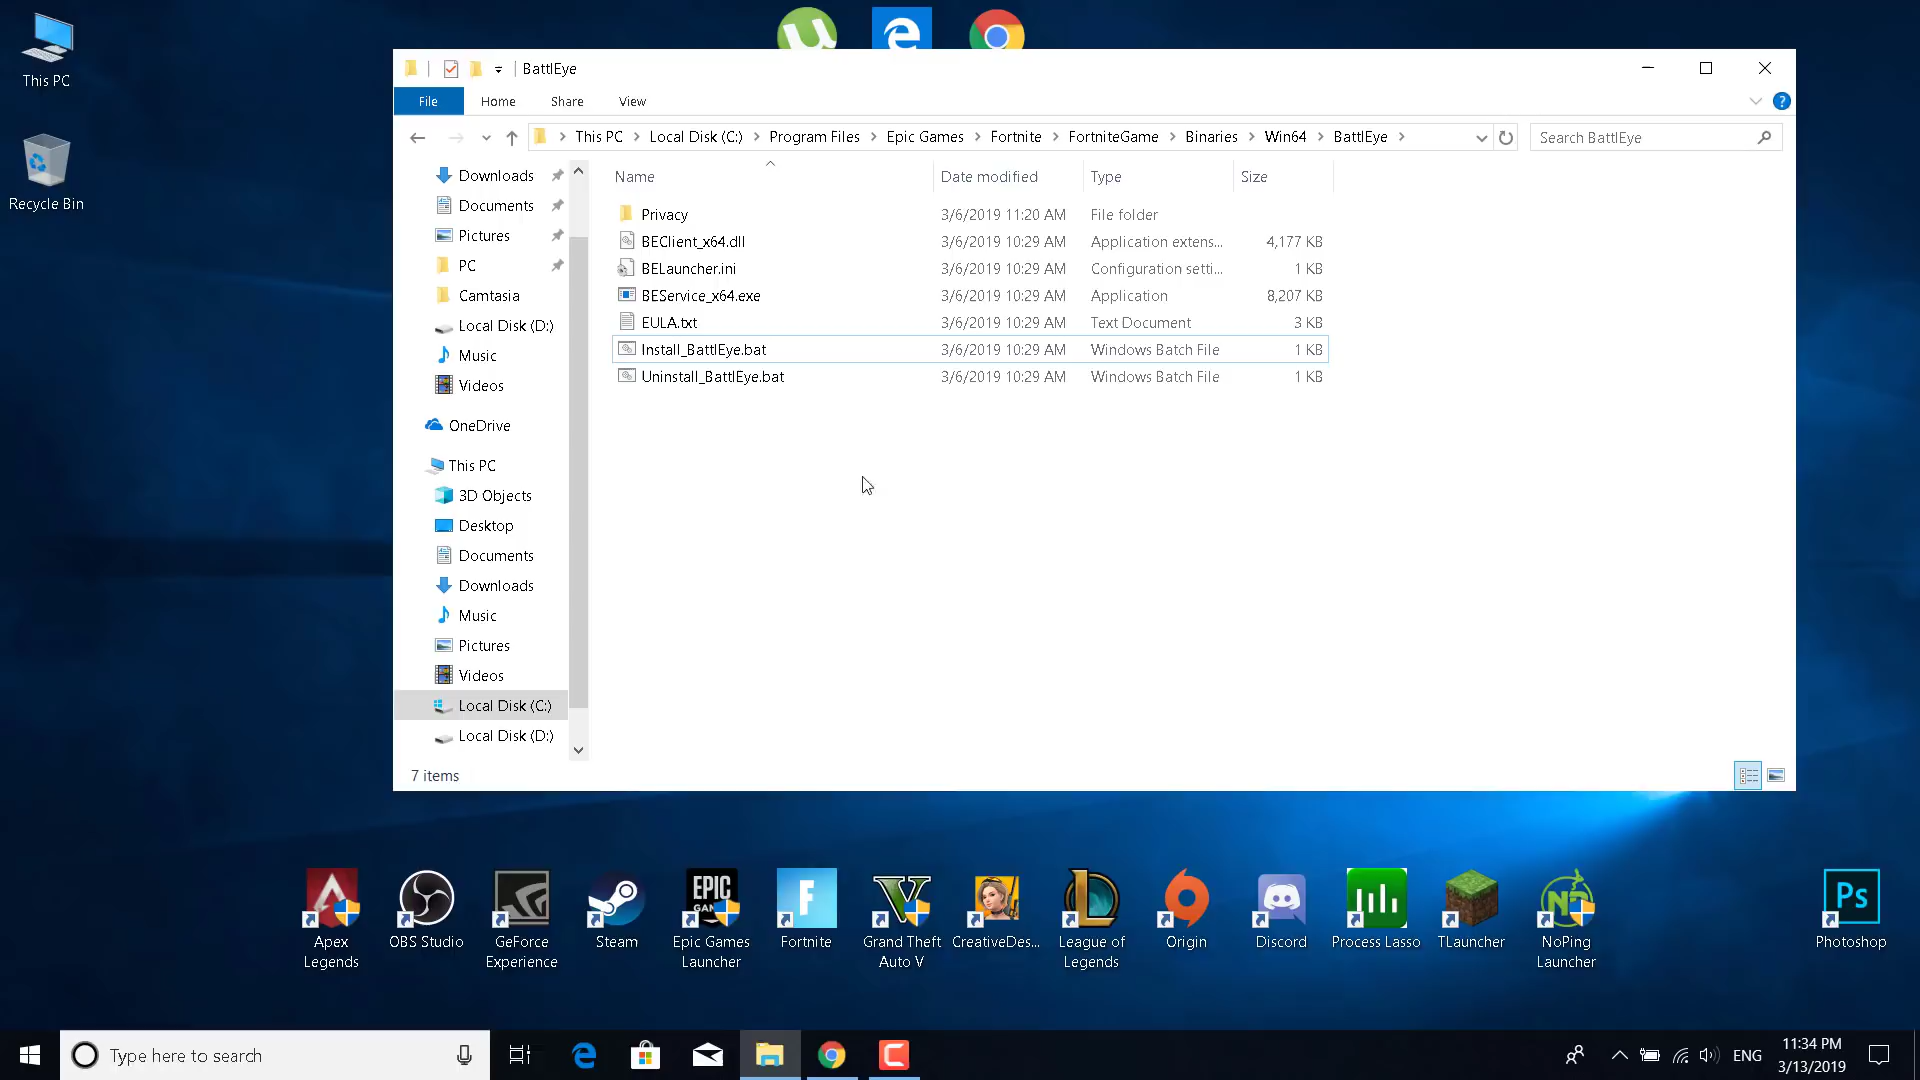 This PC
Recycle Bin
BattlEye
File
Home
Share
View
?
This PC
Local Disk (C:)
Program Files
Epic Games
Fortnite
FortniteGame
Binaries
Win64
BattlEye
Search BattlEye
Downloads
Documents
Pictures
PC
Camtasia
Local Disk (D:)
Music
Videos
OneDrive
This PC
3D Objects
Desktop
Documents
Downloads
Music
Pictures
Videos
Local Disk (C:)
Local Disk (D:)
Name Date modified Type Size
Privacy 3/6/2019 11:20 AM File folder
BEClient_x64.dll 3/6/2019 10:29 AM Application extens... 4,177 KB
BELauncher.ini 3/6/2019 10:29 AM Configuration setti... 1 KB
BEService_x64.exe 3/6/2019 10:29 AM Application 8,207 KB
EULA.txt 3/6/2019 10:29 AM Text Document 3 KB
Install_BattlEye.bat 3/6/2019 10:29 AM Windows Batch File 1 KB
Uninstall_BattlEye.bat 3/6/2019 10:29 AM Windows Batch File 1 KB
7 items
EPIC
F
V
Ps
Apex
Legends
OBS Studio
GeForce
Experience
Steam
Epic Games
Launcher
Fortnite
Grand Theft
Auto V
CreativeDes...
League of
Legends
Origin
Discord
Process Lasso
TLauncher
NoPing
Launcher
Photoshop
Type here to search
ENG
11:34 PM
3/13/2019